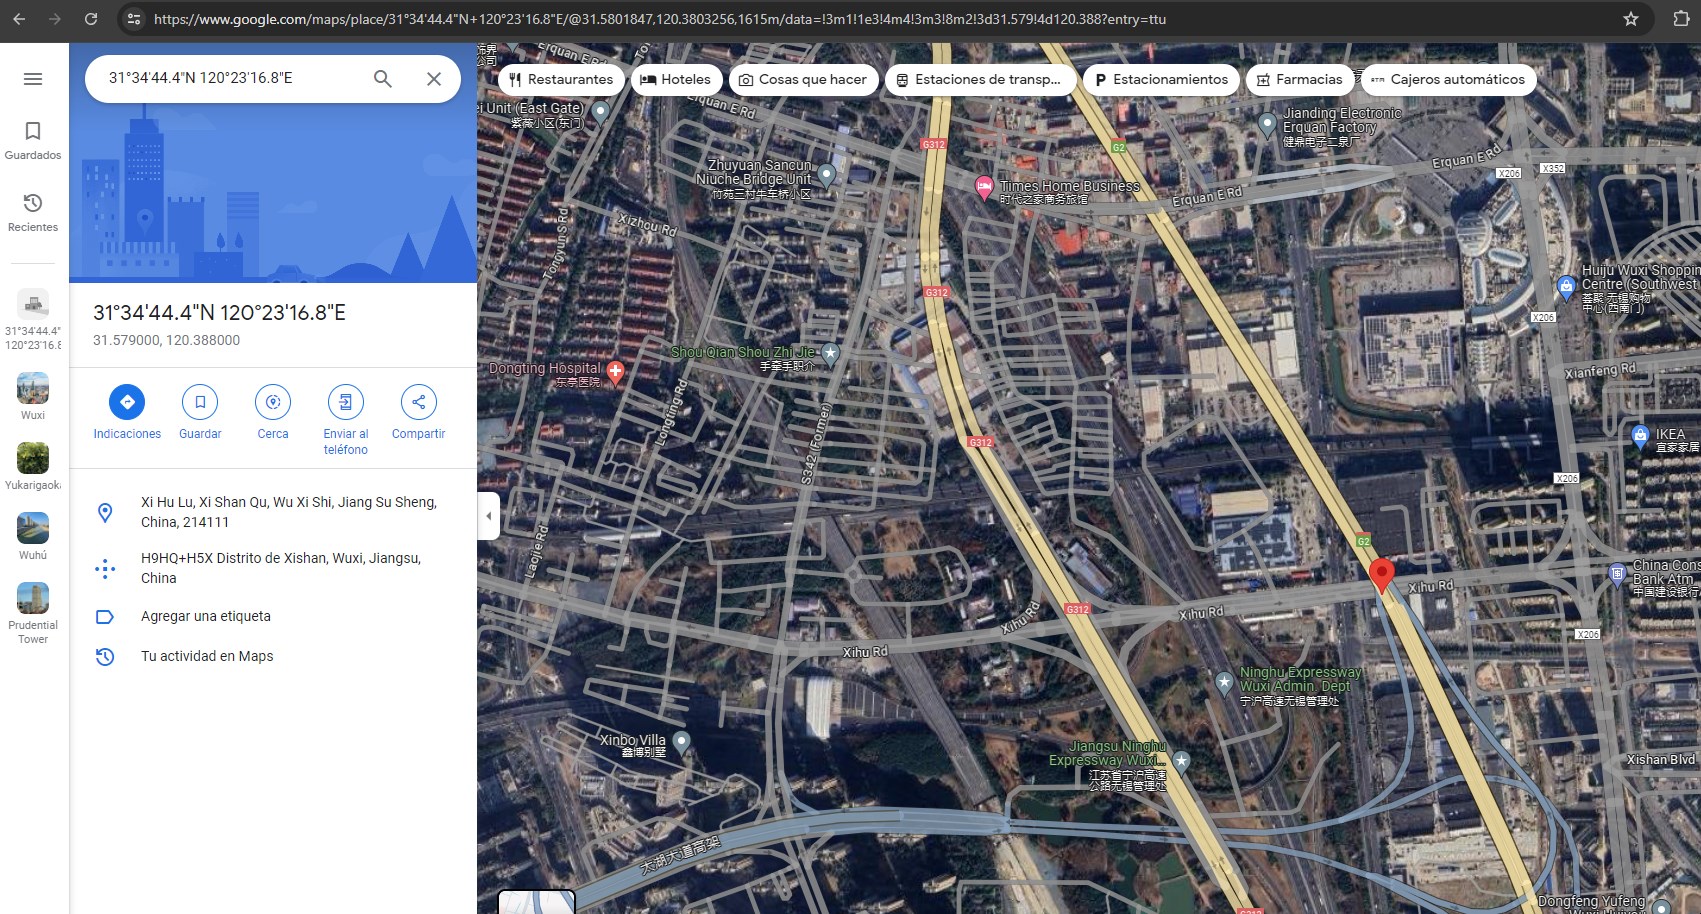 https://www.google.com/maps/place/31°34'44.4"N+120°23'16.8"E/@31.5801847,120.3803256,1615m/data=!3m1!1e3!4m4!3m3!8m2!3d31.579!4d120.388?entry=ttu
31°34'44.4"N 120°23'16.8"E
Restaurantes
Hoteles
Cosas que hacer
Estaciones de transp...
Estacionamientos
Farmacias
Cajeros automáticos
Guardados
Recientes
31°34'44.4"
120°23'16.8
Wuxi
Yukarigaok
Wuhú
Prudential
Tower
31°34'44.4"N 120°23'16.8"E
31.579000, 120.388000
Indicaciones
Guardar
Cerca
Enviar al
teléfono
Compartir
Xi Hu Lu, Xi Shan Qu, Wu Xi Shi, Jiang Su Sheng,
China, 214111
H9HQ+H5X Distrito de Xishan, Wuxi, Jiangsu,
China
Agregar una etiqueta
Tu actividad en Maps
公司
Erquan E Rd
ei Unit (East Gate)
紫薇小区(东门)
Erquan E Rd
G312
G2
Jianding Electronic
Erquan Factory
健鼎电子二泉厂
Zhuyuan Sancun
Niuche Bridge Unit
竹苑三村牛车桥小区
Times Home Business
时代之家商务旅馆
Erquan E Rd
Erquan E Rd
X206
X352
Xizhou Rd
Tongyun S Rd
G312
Huiju Wuxi Shoppin
Centre (Southwest
荟聚 无锡购物
中心(西南门)
X206
Shou Qian Shou Zhi Jie
手牵手职介
Dongting Hospital
东亭医院
Xianfeng Rd
Longting Rd
S342 (Former)
G312
IKEA
宜家家居
X206
Laojie Rd
G2
Xihu Rd
Xihu Rd
Xihu Rd
Xihu Rd
G312
China Cons
Bank Atm
中国建设银行
X206
Ninghu Expressway
Wuxi Admin. Dept
宁沪高速无锡管理处
Xinbo Villa
鑫博别墅
Jiangsu Ninghu
Expressway Wuxi...
江苏省宁沪高速
公路无锡管理处
Xishan Blvd
太湖大道高架
G312
Dongfeng Yufeng